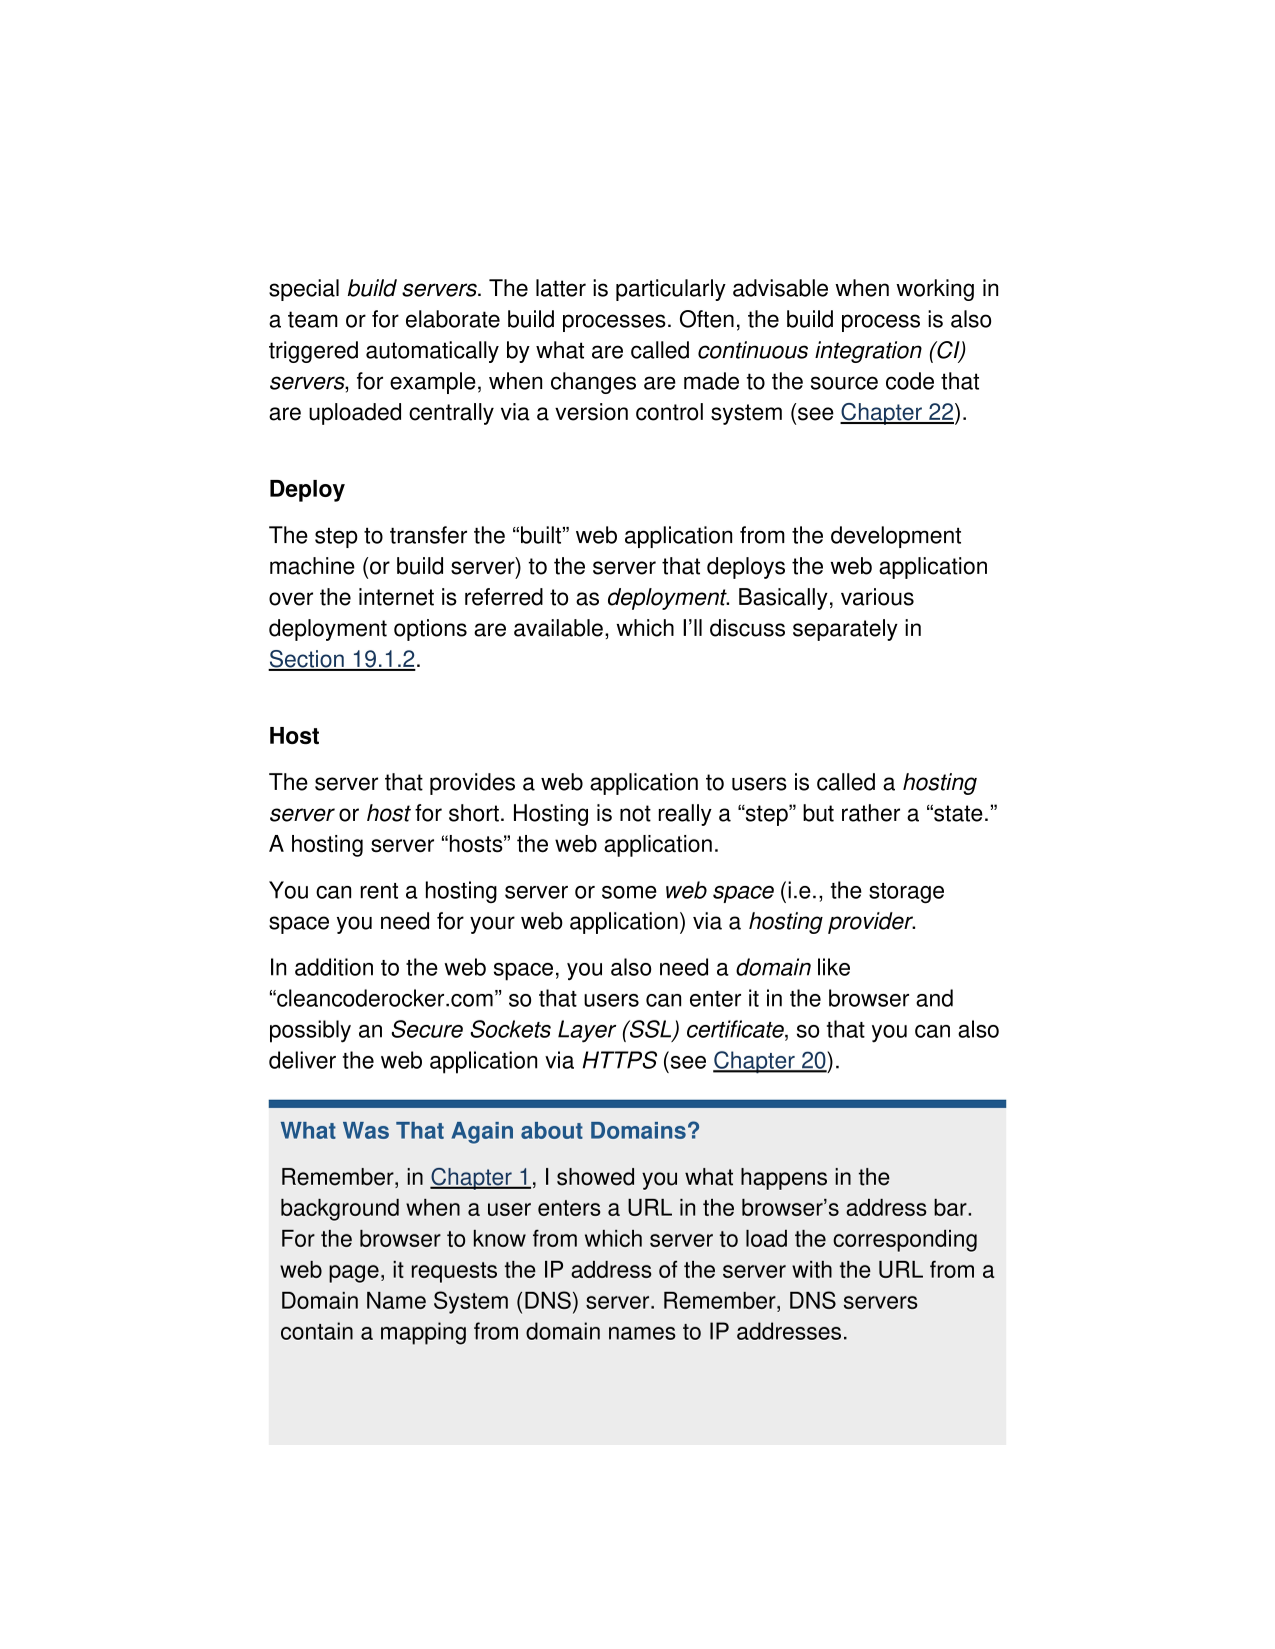 special build servers. The latter is particularly advisable when working in
a team or for elaborate build processes. Often, the build process is also
triggered automatically by what are called continuous integration (CI)
servers, for example, when changes are made to the source code that
are uploaded centrally via a version control system (see Chapter 22).
Deploy
The step to transfer the “built” web application from the development
machine (or build server) to the server that deploys the web application
over the internet is referred to as deployment. Basically, various
deployment options are available, which I’ll discuss separately in
Section 19.1.2.
Host
The server that provides a web application to users is called a hosting
server or host for short. Hosting is not really a “step” but rather a “state.”
A hosting server “hosts” the web application.
You can rent a hosting server or some web space (i.e., the storage
space you need for your web application) via a hosting provider.
In addition to the web space, you also need a domain like
“cleancoderocker.com” so that users can enter it in the browser and
possibly an Secure Sockets Layer (SSL) certificate, so that you can also
deliver the web application via HTTPS (see Chapter 20).
What Was That Again about Domains?
Remember, in Chapter 1, I showed you what happens in the
background when a user enters a URL in the browser’s address bar.
For the browser to know from which server to load the corresponding
web page, it requests the IP address of the server with the URL from a
Domain Name System (DNS) server. Remember, DNS servers
contain a mapping from domain names to IP addresses.